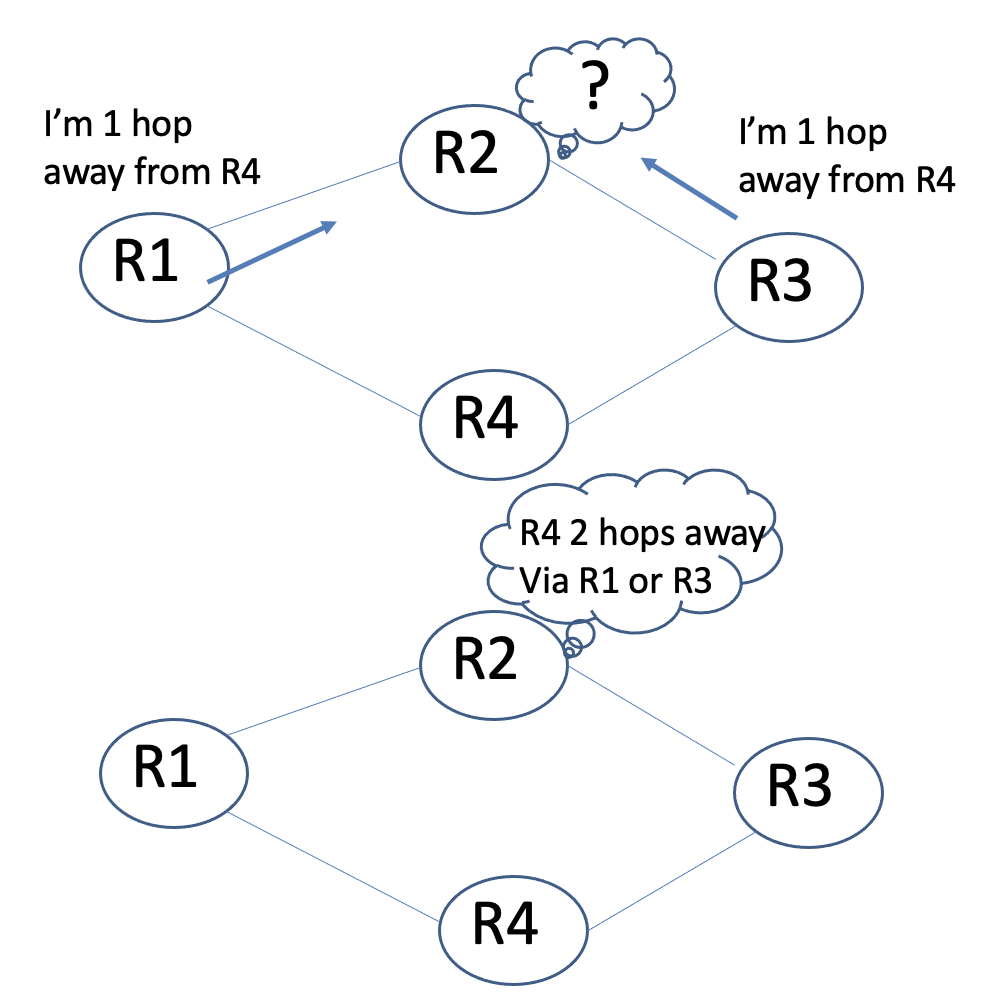 ?
I'm 1 hop
away from R4
R2
I'm 1 hop
away from R4
R1
R3
R4
R4 2 hops away
Via R1 or R3
R2
R1
R3
R4